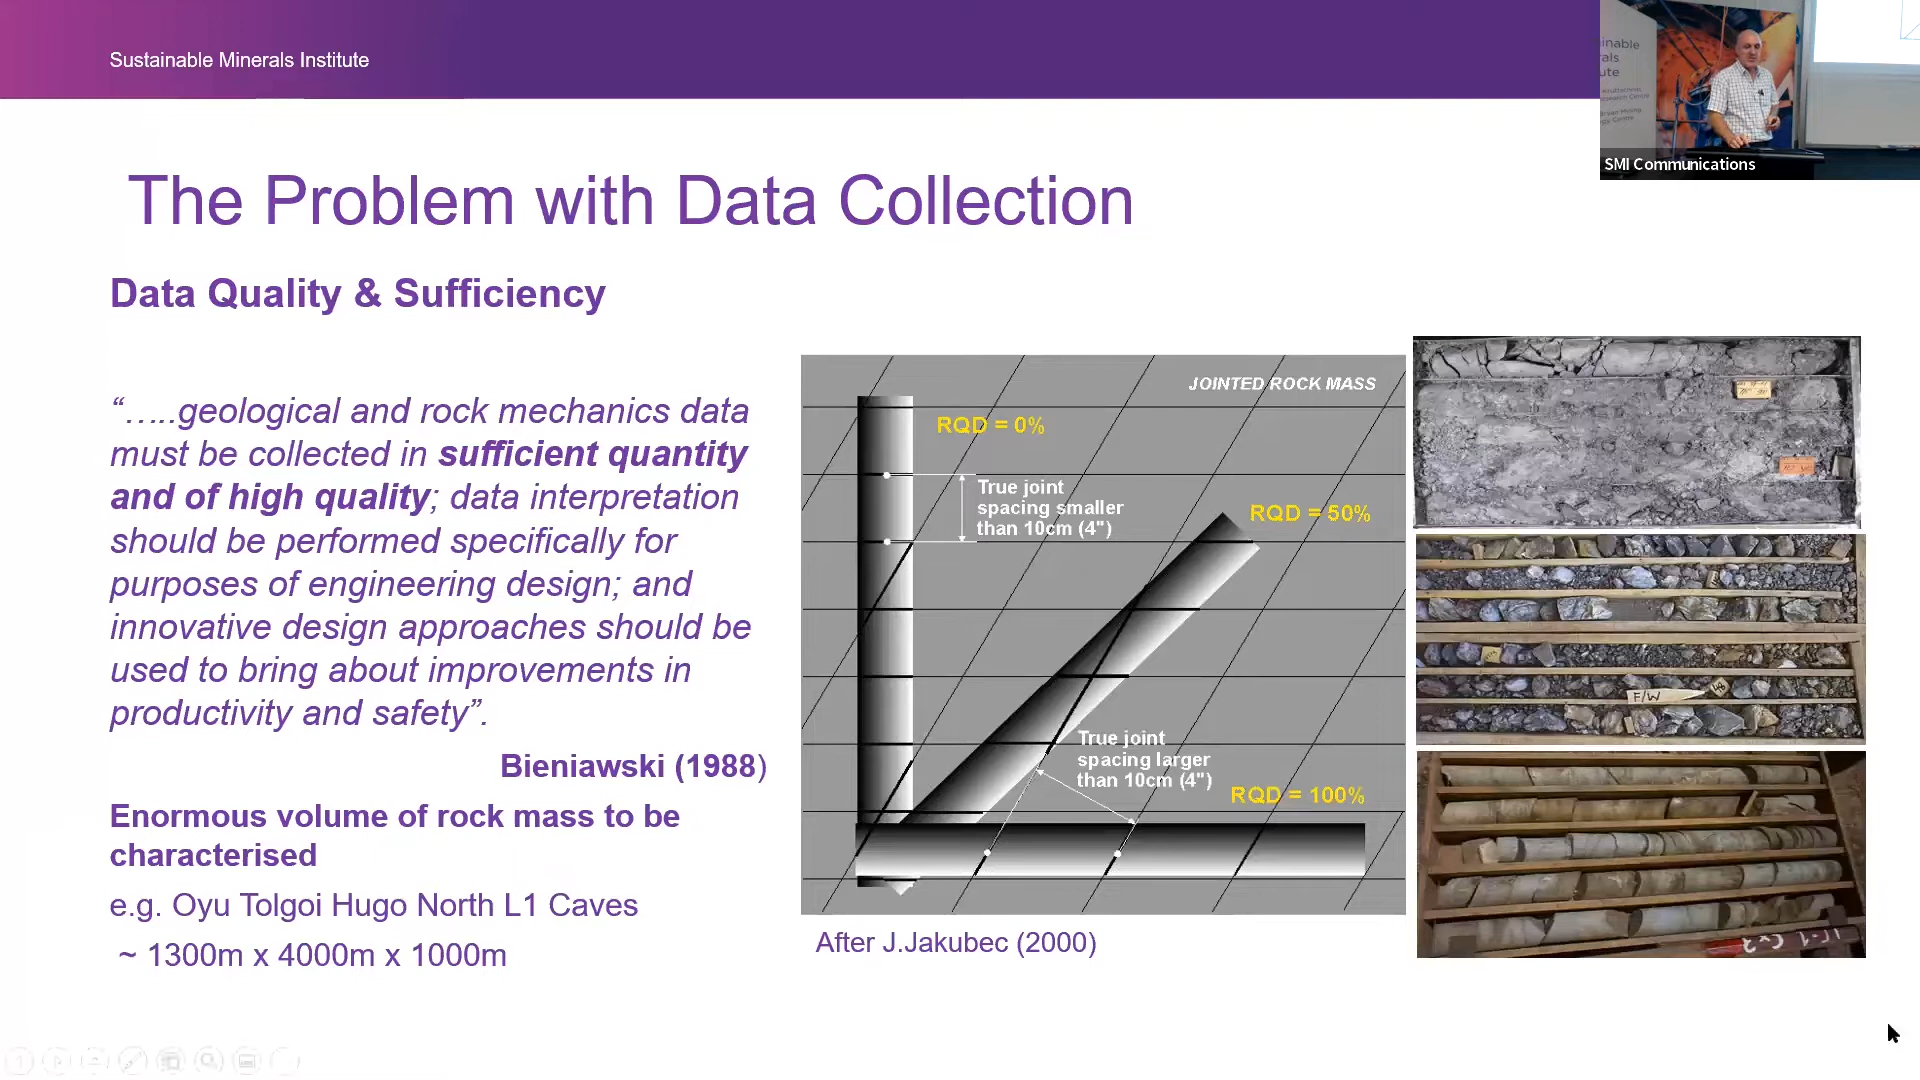 Sustainable Minerals Institute
inable
als
ute
SMI Communications
The Problem with Data Collection
Data Quality & Sufficiency
“…..geological and rock mechanics data
must be collected in sufficient quantity
and of high quality; data interpretation
should be performed specifically for
purposes of engineering design; and
innovative design approaches should be
used to bring about improvements in
productivity and safety”.
Bieniawski (1988)
Enormous volume of rock mass to be
characterised
e.g. Oyu Tolgoi Hugo North L1 Caves
~ 1300m x 4000m x 1000m
JOINTED ROCK MASS
RQD = 0%
True joint
spacing smaller
than 10cm (4")
RQD = 50%
True joint
spacing larger
than 10cm (4")
RQD = 100%
After J.Jakubec (2000)
F/W